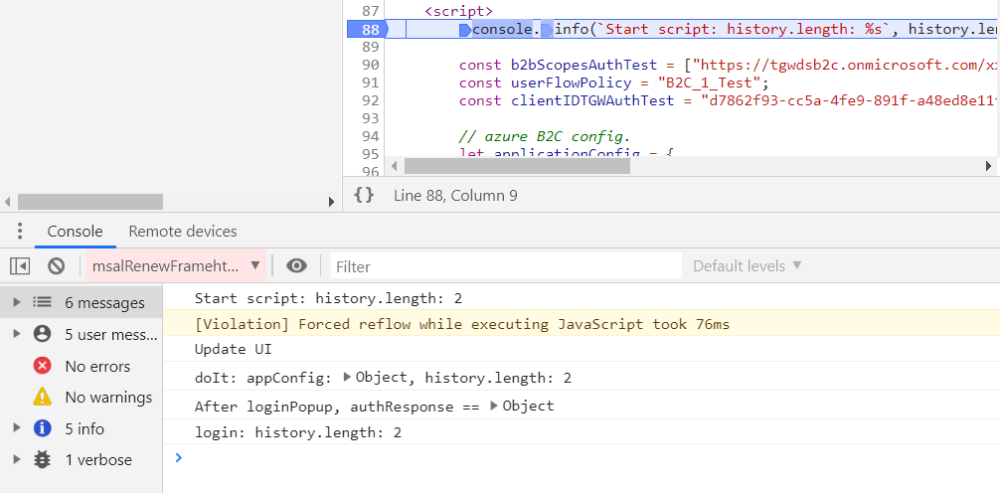 87 <script>
88 console.info(`Start script: history.length: %s`, history.len
89
90 const b2bScopesAuthTest = ["https://tgwdsb2c.onmicrosoft.com/x
91 const userFlowPolicy = "B2C_1_Test";
92 const clientIDTGWAuthTest = "d7862f93-cc5a-4fe9-891f-a48ed8e11
93
94 // azure B2C config.
95 let applicationConfig = {
96
{} Line 88, Column 9
Console Remote devices
msalRenewFrameht... ▼ Filter Default levels ▼
6 messages
5 user mess...
No errors
No warnings
5 info
1 verbose
Start script: history.length: 2
[Violation] Forced reflow while executing JavaScript took 76ms
Update UI
doIt: appConfig: ▶Object, history.length: 2
After loginPopup, authResponse == ▶Object
login: history.length: 2